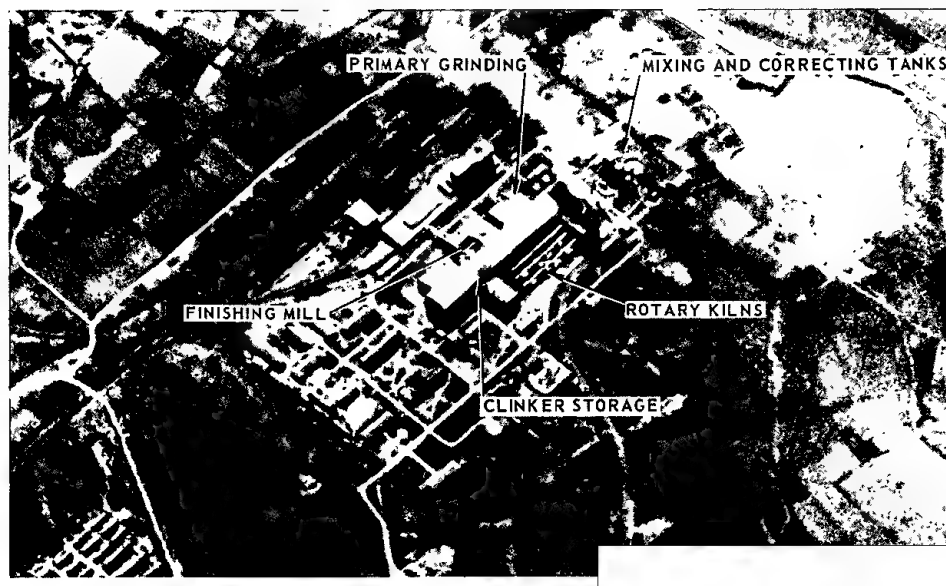 PRIMARY GRINDING
MIXING AND CORRECTING TANKS
FINISHING MILL
ROTARY KILNS
CLINKER STORAGE